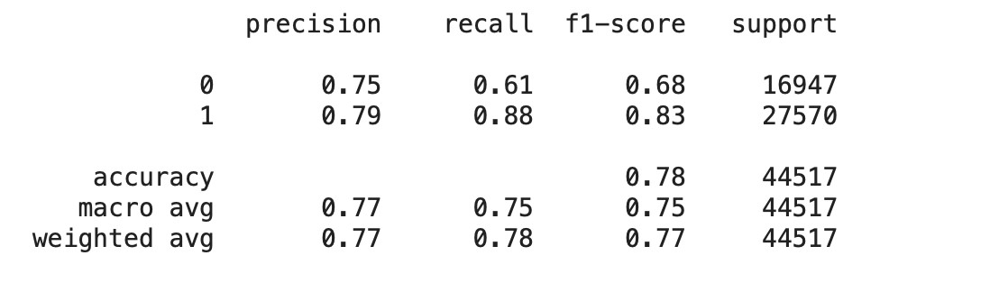 precision recall f1-score support
0 0.75 0.61 0.68 16947
1 0.79 0.88 0.83 27570
accuracy 0.78 44517
macro avg 0.77 0.75 0.75 44517
weighted avg 0.77 0.78 0.77 44517